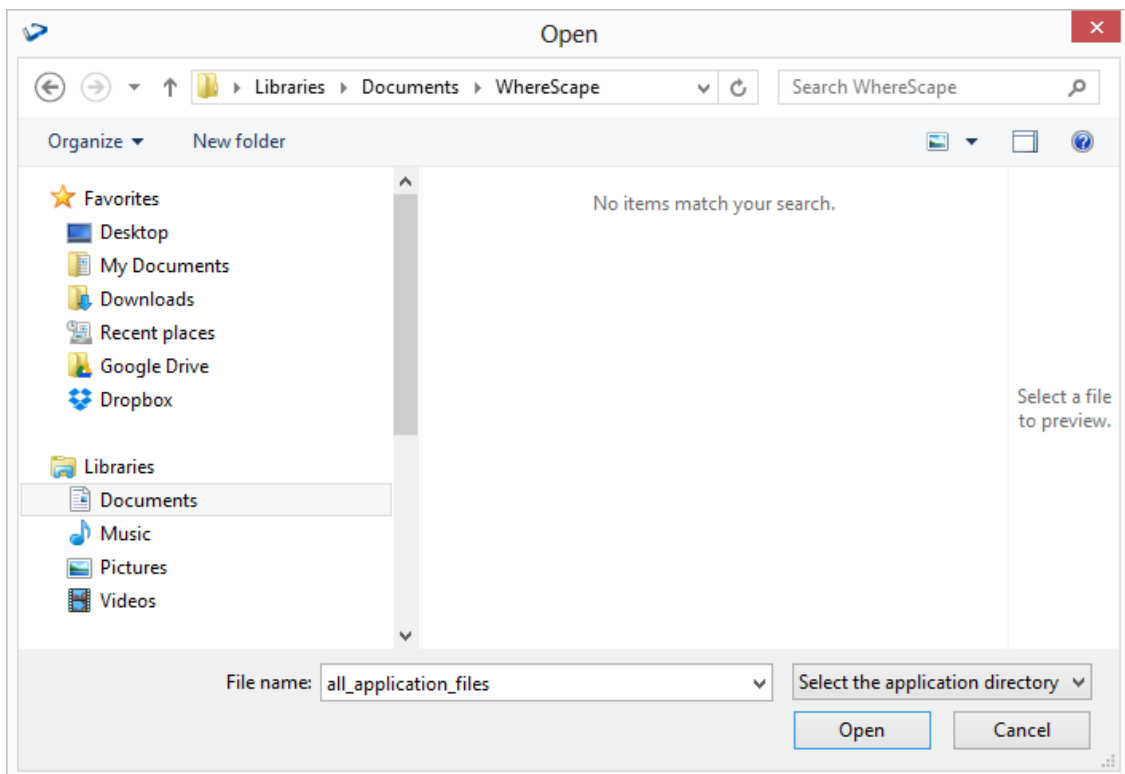 Open
Libraries Documents WhereScape Search WhereScape
Organize New folder
Favorites
Desktop
My Documents
Downloads
Recent places
Google Drive
Dropbox
Libraries
Documents
Music
Pictures
Videos
No items match your search.
Select a file
to preview.
File name: all_application_files Select the application directory
Open Cancel